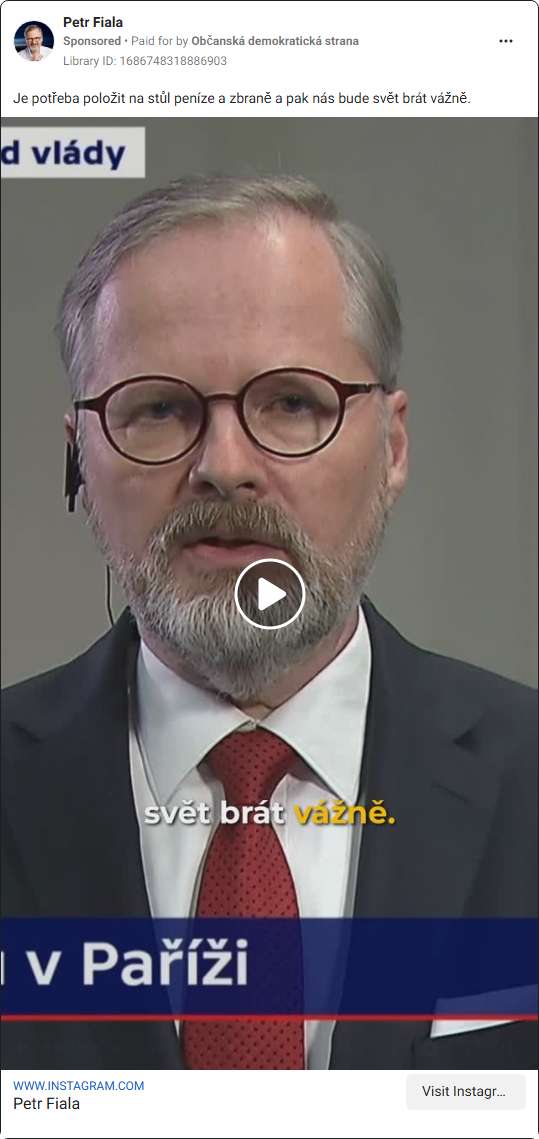 Petr Fiala
Sponsored • Paid for by Občanská demokratická strana
Library ID: 1686748318886903
Je potřeba položit na stůl peníze a zbraně a pak nás bude svět brát vážně.
d vlády
svět brát vážně.
v Paříži
WWW.INSTAGRAM.COM
Petr Fiala
Visit Instagr...